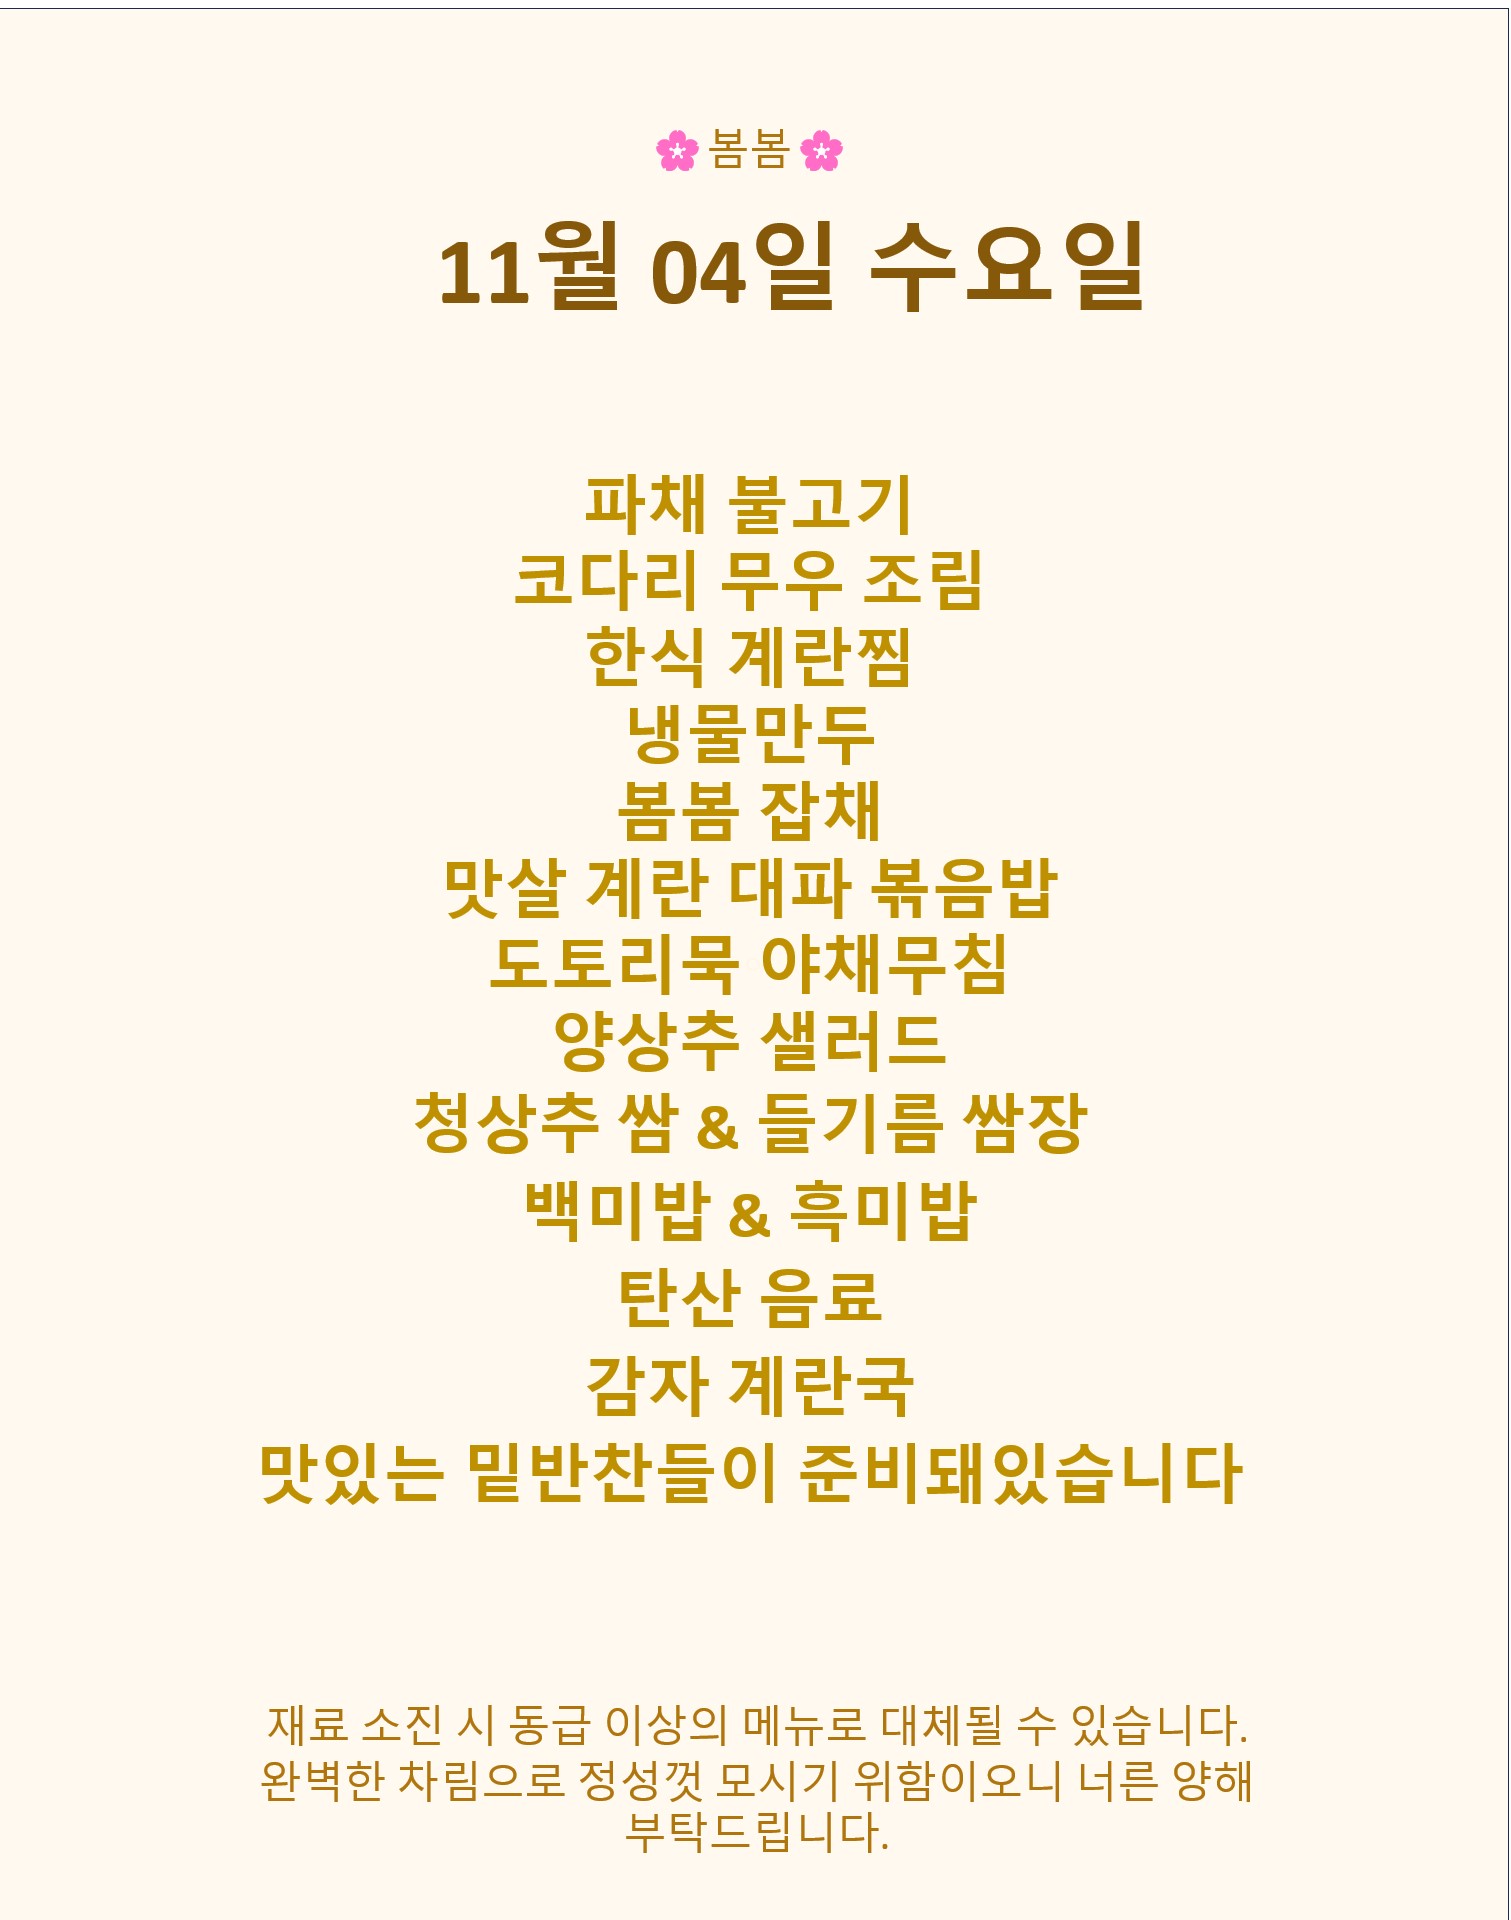 🌸봄봄🌸
11월 04일 수요일
파채 불고기
코다리 무우 조림
한식 계란찜
냉물만두
봄봄 잡채
맛살 계란 대파 볶음밥
도토리묵 야채무침
양상추 샐러드
청상추 쌈 & 들기름 쌈장
백미밥 & 흑미밥
탄산 음료
감자 계란국
맛있는 밑반찬들이 준비돼있습니다
재료 소진 시 동급 이상의 메뉴로 대체될 수 있습니다.
완벽한 차림으로 정성껏 모시기 위함이오니 너른 양해
부탁드립니다.